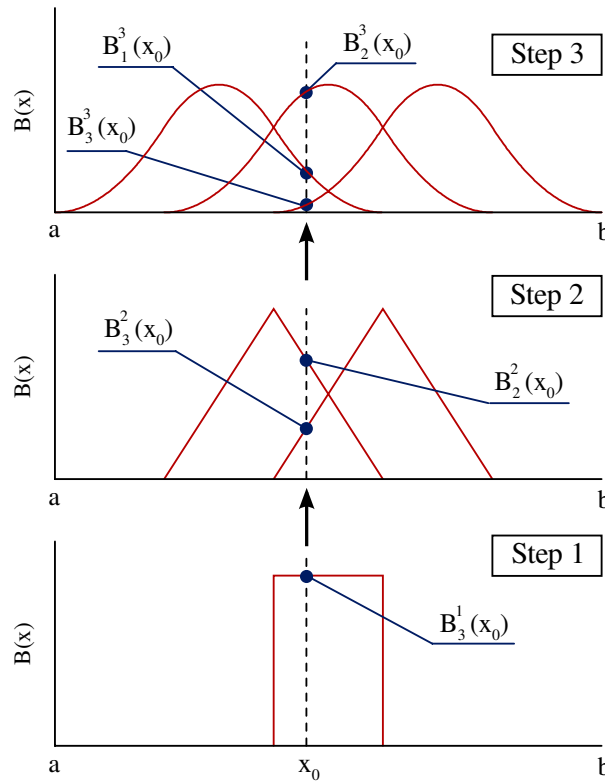 B₁³(x₀)
B₂³(x₀)
Step 3
B(x)
B₃³(x₀)
a
b
Step 2
B₃²(x₀)
B(x)
B₂²(x₀)
a
b
Step 1
B(x)
B₃¹(x₀)
a
x₀
b